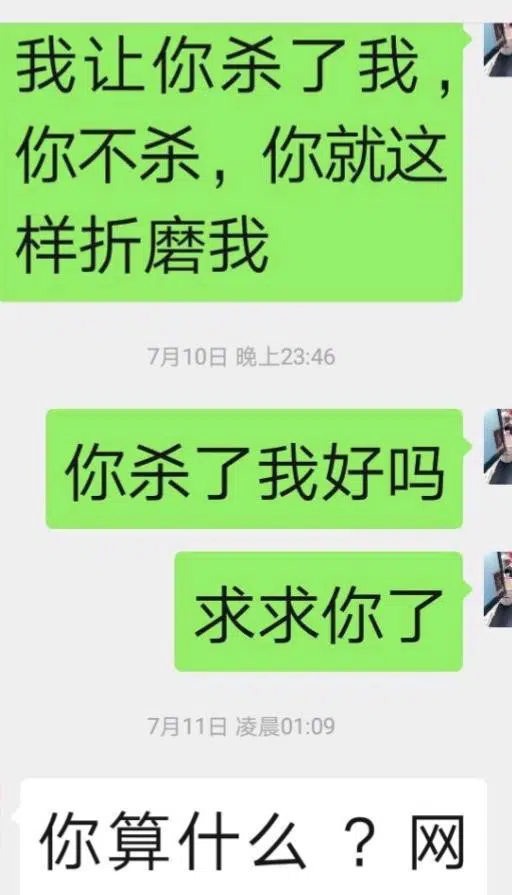 我让你杀了我，
你不杀，你就这
样折磨我
7月10日 晚上23:46
你杀了我好吗
求求你了
7月11日 凌晨01:09
你算什么 ？网